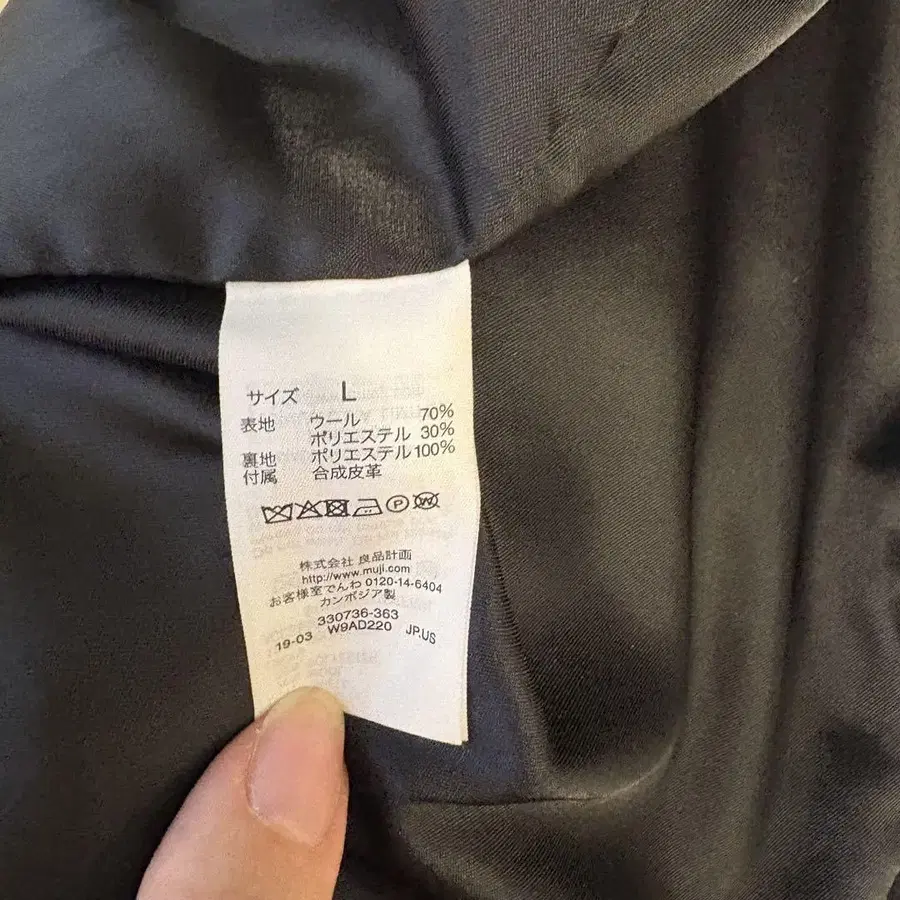 サイズ L
表地 ウール 70%
ポリエステル 30%
裏地 ポリエステル 100%
付属 合成皮革
P W
株式会社 良品計画
http://www.muji.com
お客様室でんわ 0120-14-6404
カンボジア製
330736-363
19-03 W9AD220 JP.US